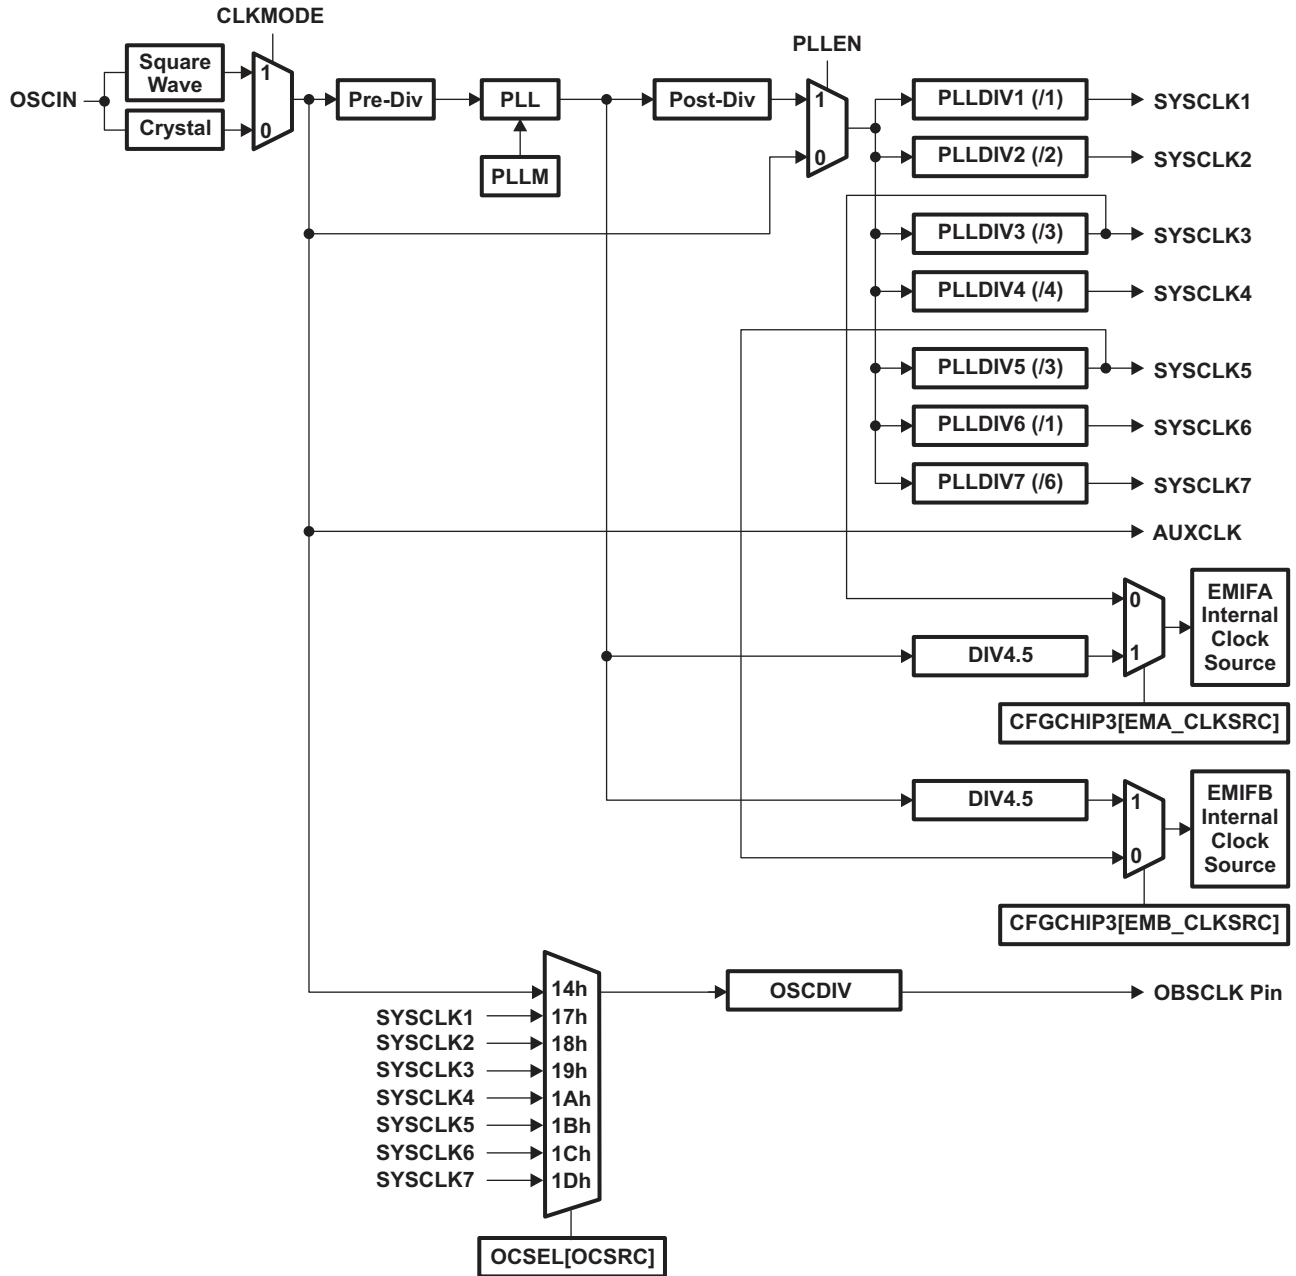 CLKMODE
PLLEN
OSCIN
Square
Wave
Crystal
1
0
Pre-Div
PLL
PLLM
Post-Div
1
0
PLLDIV1 (/1)
SYSCLK1
PLLDIV2 (/2)
SYSCLK2
PLLDIV3 (/3)
SYSCLK3
PLLDIV4 (/4)
SYSCLK4
PLLDIV5 (/3)
SYSCLK5
PLLDIV6 (/1)
SYSCLK6
PLLDIV7 (/6)
SYSCLK7
AUXCLK
0
1
DIV4.5
EMIFA
Internal
Clock
Source
CFGCHIP3[EMA_CLKSRC]
DIV4.5
1
0
EMIFB
Internal
Clock
Source
CFGCHIP3[EMB_CLKSRC]
14h
OSCDIV
OBSCLK Pin
SYSCLK1 17h
SYSCLK2 18h
SYSCLK3 19h
SYSCLK4 1Ah
SYSCLK5 1Bh
SYSCLK6 1Ch
SYSCLK7 1Dh
OCSEL[OCSRC]